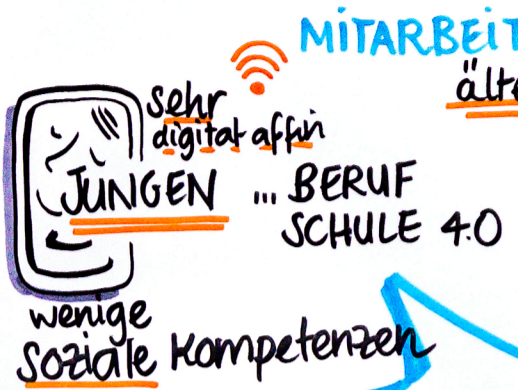 MITARBEIT
älte
sehr
digital affin
JUNGEN ... BERUF
SCHULE 4.0
wenige
soziale Kompetenzen